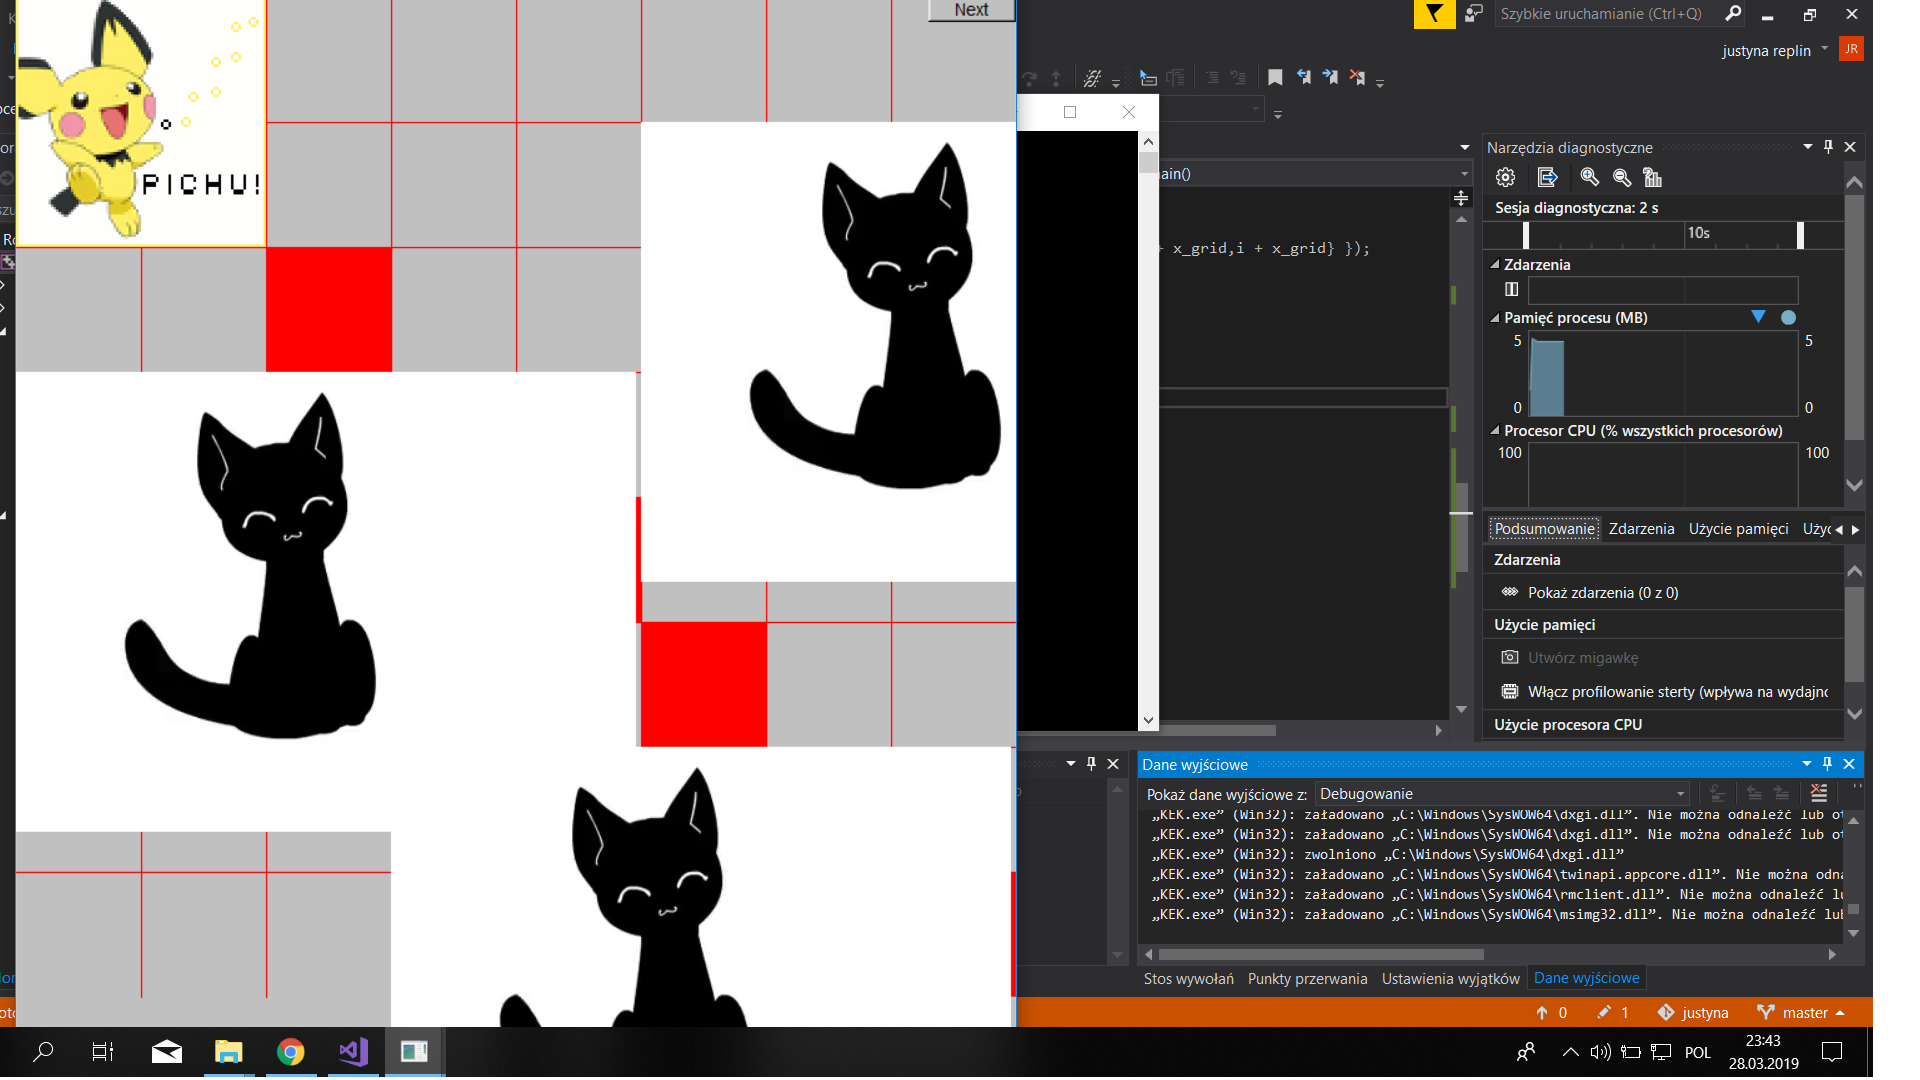 Next
PICHU!
Szybkie uruchamianie (Ctrl+Q)
justyna replin
JR
ain()
x_grid,i + x_grid} });
Narzędzia diagnostyczne
Sesja diagnostyczna: 2 s
10s
Zdarzenia
Pamięć procesu (MB)
5 5
0 0
Procesor CPU (% wszystkich procesorów)
100 100
Podsumowanie Zdarzenia Użycie pamięci Użyc
Zdarzenia
Pokaż zdarzenia (0 z 0)
Użycie pamięci
Utwórz migawkę
Włącz profilowanie sterty (wpływa na wydajno
Użycie procesora CPU
Dane wyjściowe
Pokaż dane wyjściowe z: Debugowanie
„KEK.exe” (Win32): załadowano „C:\Windows\SysWOW64\dxgi.dll”. Nie można odnaleźć lub ot
„KEK.exe” (Win32): załadowano „C:\Windows\SysWOW64\dxgi.dll”. Nie można odnaleźć lub ot
„KEK.exe” (Win32): zwolniono „C:\Windows\SysWOW64\dxgi.dll”
„KEK.exe” (Win32): załadowano „C:\Windows\SysWOW64\twinapi.appcore.dll”. Nie można odna
„KEK.exe” (Win32): załadowano „C:\Windows\SysWOW64\rmclient.dll”. Nie można odnaleźć lu
„KEK.exe” (Win32): załadowano „C:\Windows\SysWOW64\msimg32.dll”. Nie można odnaleźć lub
Stos wywołań Punkty przerwania Ustawienia wyjątków Dane wyjściowe
0 1 justyna master
POL
23:43
28.03.2019